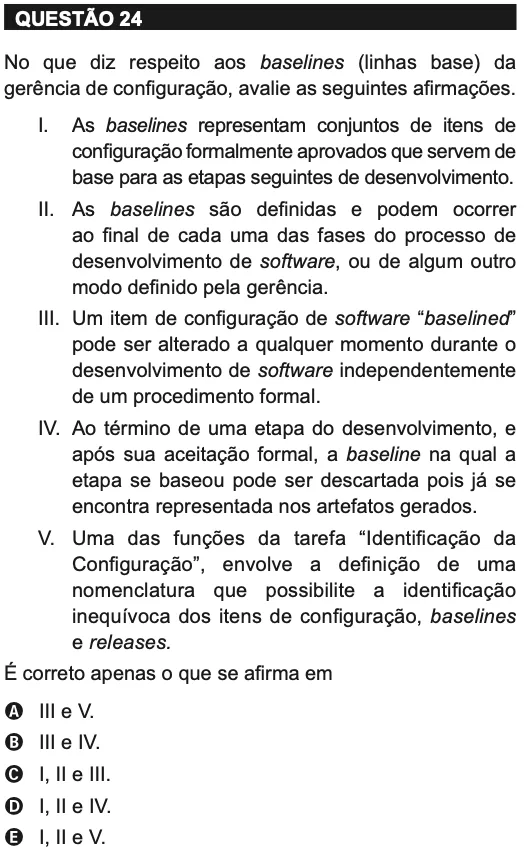 QUESTÃO 24
No que diz respeito aos baselines (linhas base) da
gerência de configuração, avalie as seguintes afirmações.
I. As baselines representam conjuntos de itens de
configuração formalmente aprovados que servem de
base para as etapas seguintes de desenvolvimento.
II. As baselines são definidas e podem ocorrer
ao final de cada uma das fases do processo de
desenvolvimento de software, ou de algum outro
modo definido pela gerência.
III. Um item de configuração de software “baselined”
pode ser alterado a qualquer momento durante o
desenvolvimento de software independentemente
de um procedimento formal.
IV. Ao término de uma etapa do desenvolvimento, e
após sua aceitação formal, a baseline na qual a
etapa se baseou pode ser descartada pois já se
encontra representada nos artefatos gerados.
V. Uma das funções da tarefa “Identificação da
Configuração”, envolve a definição de uma
nomenclatura que possibilite a identificação
inequívoca dos itens de configuração, baselines
e releases.
É correto apenas o que se afirma em
A III e V.
B III e IV.
C I, II e III.
D I, II e IV.
E I, II e V.